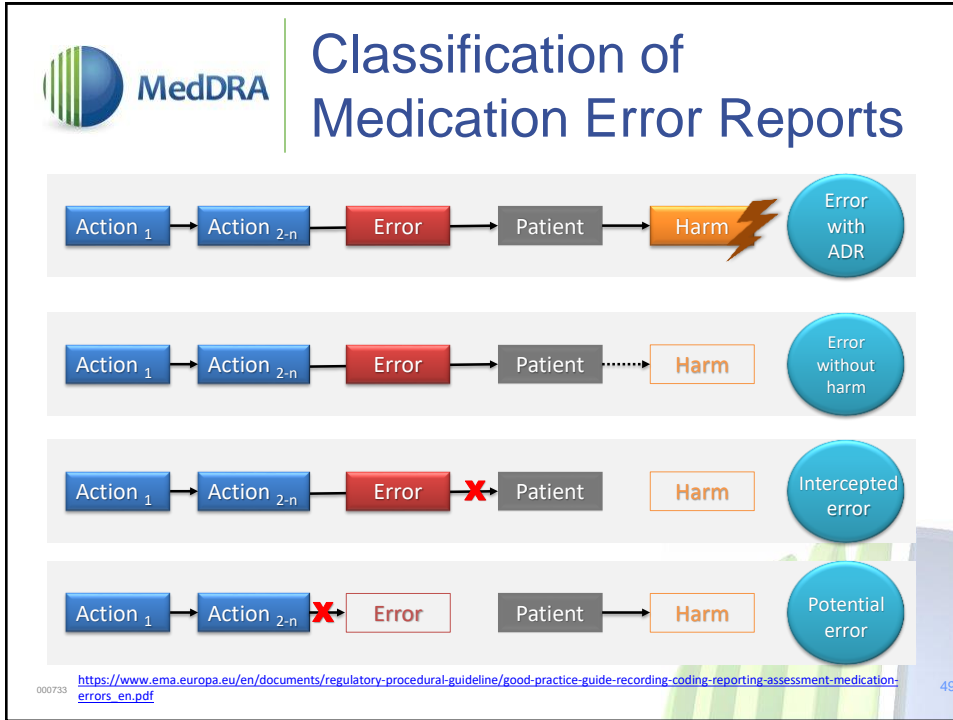 MedDRA
Classification of
Medication Error Reports
Action 1 Action 2-n Error Patient Harm
Error
with
ADR
Action 1 Action 2-n Error Patient Harm
Error
without
harm
Action 1 Action 2-n Error X Patient Harm
Intercepted
error
Action 1 Action 2-n X Error Patient Harm
Potential
error
000733
https://www.ema.europa.eu/en/documents/regulatory-procedural-guideline/good-practice-guide-recording-coding-reporting-assessment-medication-
errors_en.pdf
49